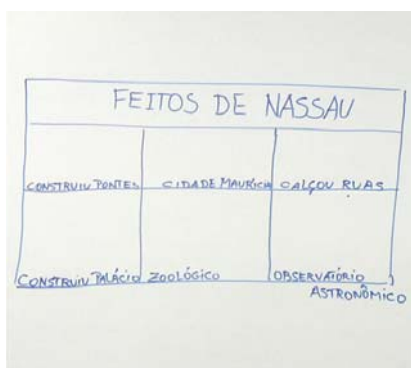 FEITOS DE NASSAU
CONSTRUIU PONTES CIDADE MAURÍCIA CALÇOU RUAS
CONSTRUIU PALÁCIO ZOOLÓGICO OBSERVATÓRIO
ASTRONÔMICO